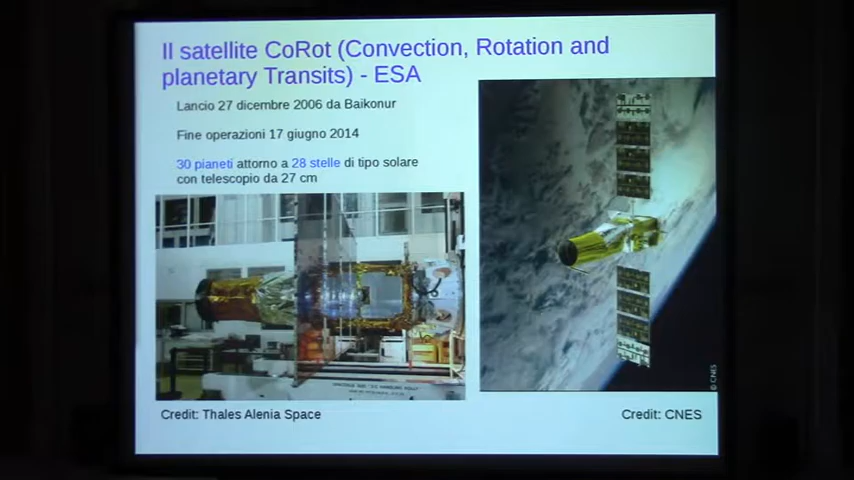 Il satellite CoRot (Convection, Rotation and
planetary Transits) - ESA
Lancio 27 dicembre 2006 da Baikonur
Fine operazioni 17 giugno 2014
30 pianeti attorno a 28 stelle di tipo solare
con telescopio da 27 cm
© CNES
Credit: Thales Alenia Space
Credit: CNES